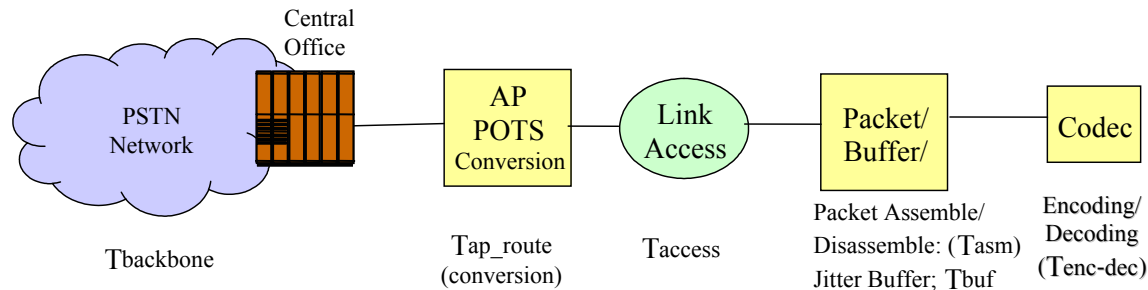 Central
Office
PSTN
Network
AP
POTS
Conversion
Link
Access
Packet/
Buffer/
Codec
Tbackbone
Tap_route
(conversion)
Taccess
Packet Assemble/
Disassemble: (Tasm)
Jitter Buffer; Tbuf
Encoding/
Decoding
(Tenc-dec)